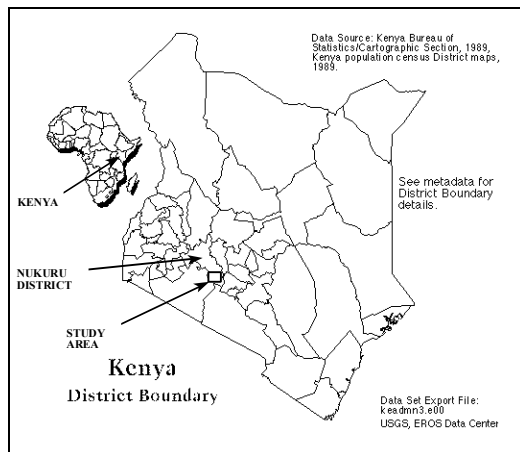 Data Source: Kenya Bureau of
Statistics/Cartographic Section, 1989,
Kenya population census District maps,
1989.
KENYA
See metadata for
District Boundary
details.
NUKURU
DISTRICT
STUDY
AREA
Kenya
District Boundary
Data Set Export File:
keadmn3.e00
USGS, EROS Data Center